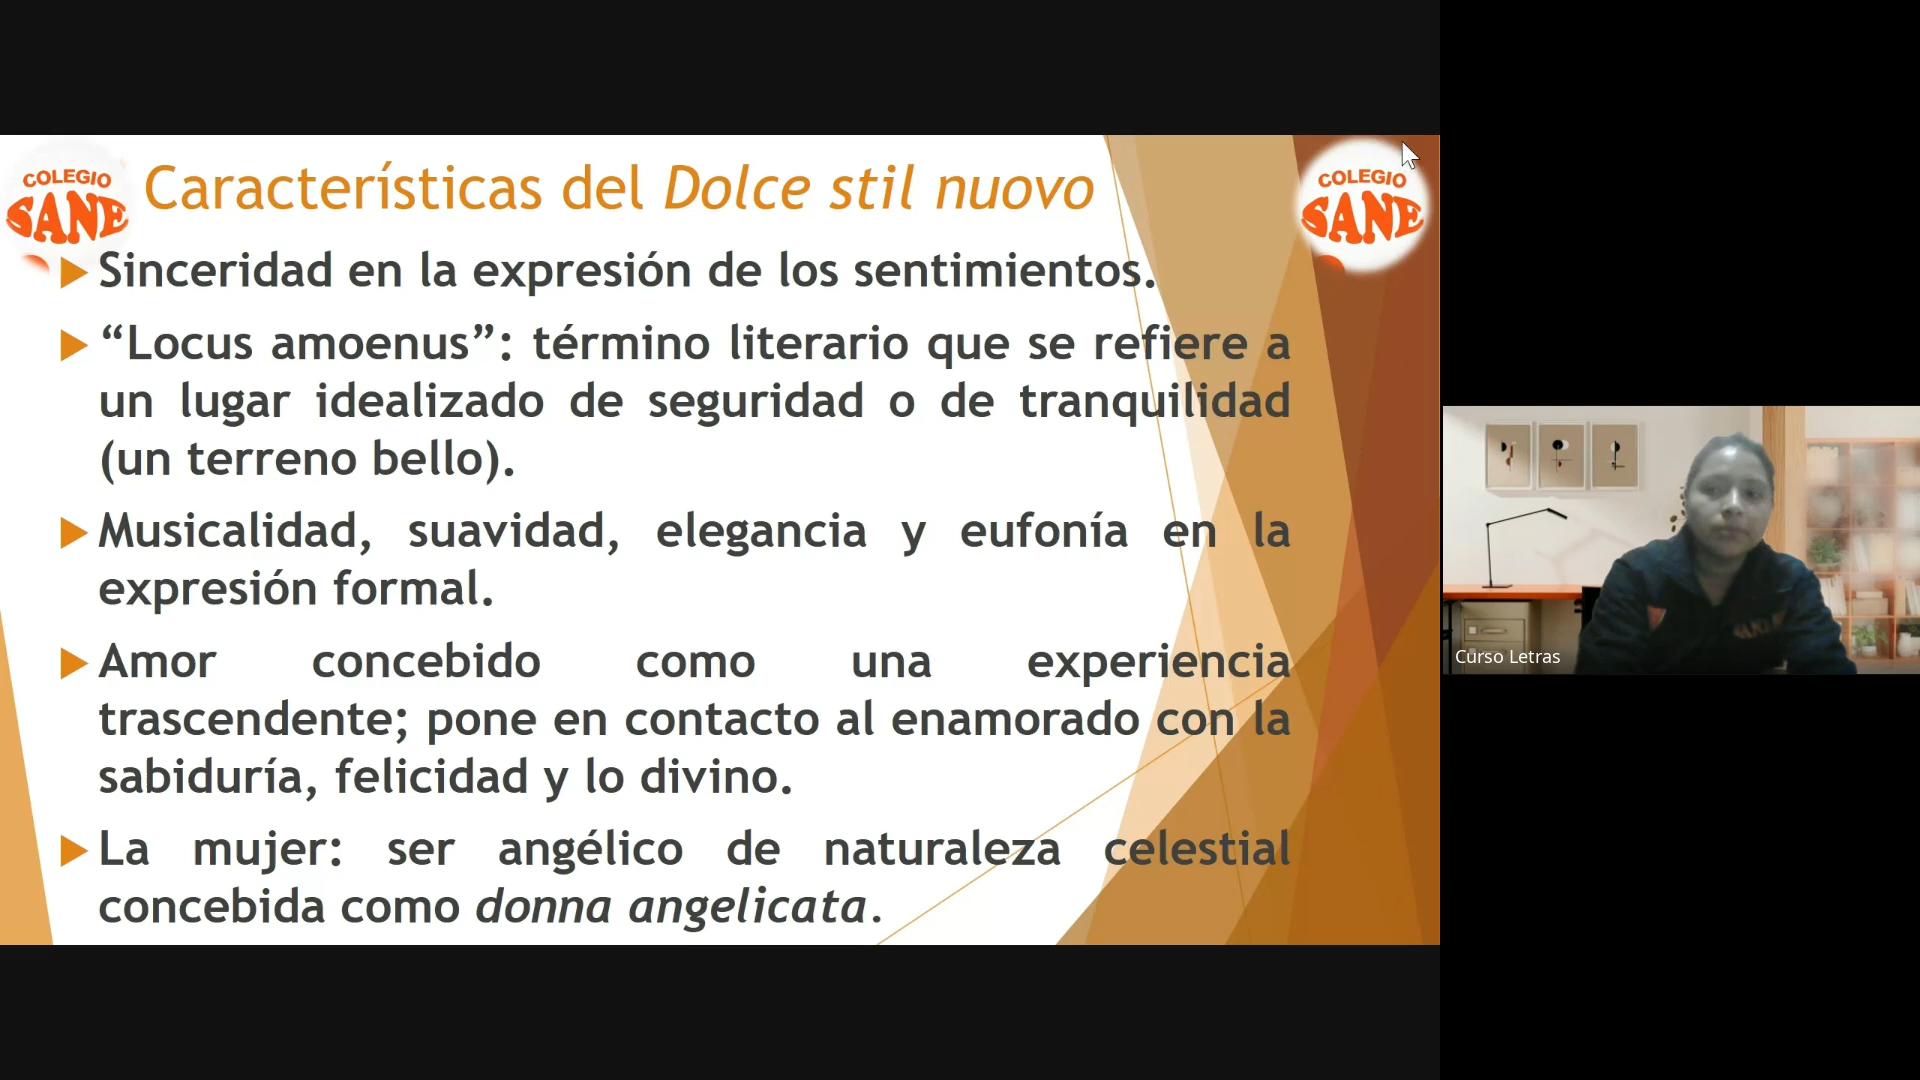 COLEGIO
SANE
Características del Dolce stil nuovo
COLEGIO
SANE
Sinceridad en la expresión de los sentimientos.
“Locus amoenus”: término literario que se refiere a
un lugar idealizado de seguridad o de tranquilidad
(un terreno bello).
Musicalidad, suavidad, elegancia y eufonía en la
expresión formal.
Amor concebido como una experiencia
trascendente; pone en contacto al enamorado con la
sabiduría, felicidad y lo divino.
La mujer: ser angélico de naturaleza celestial
concebida como donna angelicata.
Curso Letras